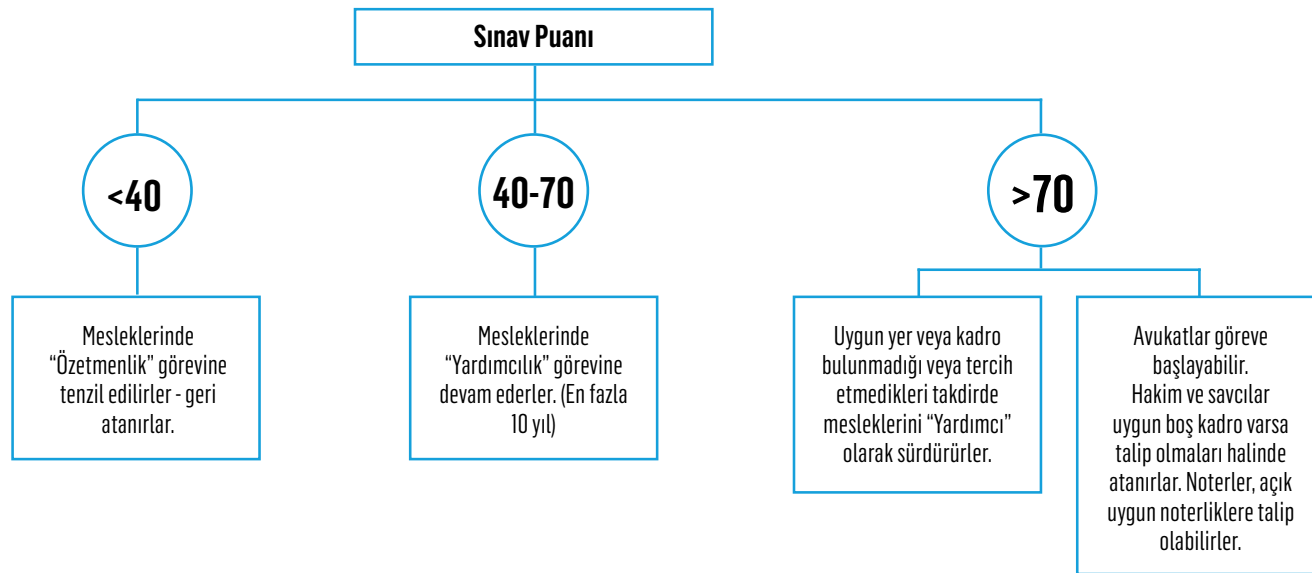 Sınav Puanı
<40
40-70
>70
Mesleklerinde
“Özetmenlik” görevine
tenzil edilirler - geri
atanırlar.
Mesleklerinde
“Yardımcılık” görevine
devam ederler. (En fazla
10 yıl)
Uygun yer veya kadro
bulunmadığı veya tercih
etmedikleri takdirde
mesleklerini “Yardımcı”
olarak sürdürürler.
Avukatlar göreve
başlayabilir.
Hakim ve savcılar
uygun boş kadro varsa
talip olmaları halinde
atanırlar. Noterler, açık
uygun noterliklere talip
olabilirler.